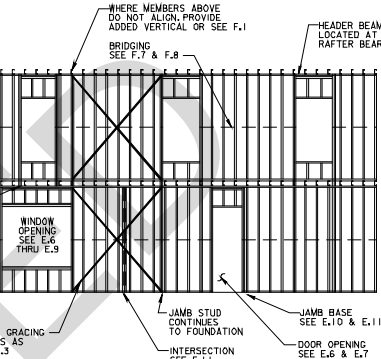 WHERE MEMBERS ABOVE
DO NOT ALIGN. PROVIDE
ADDED VERTICAL OR SEE F.1
HEADER BEAM
LOCATED AT
RAFTER BEAR
BRIDGING
SEE F.7 & F.8
WINDOW
OPENING
SEE E.6
THRU E.9
GRACING
S AS
.3
JAMB STUD
CONTINUES
TO FOUNDATION
INTERSECTION
JAMB BASE
SEE E.10 & E.11
DOOR OPENING
SEE E.6 & E.7